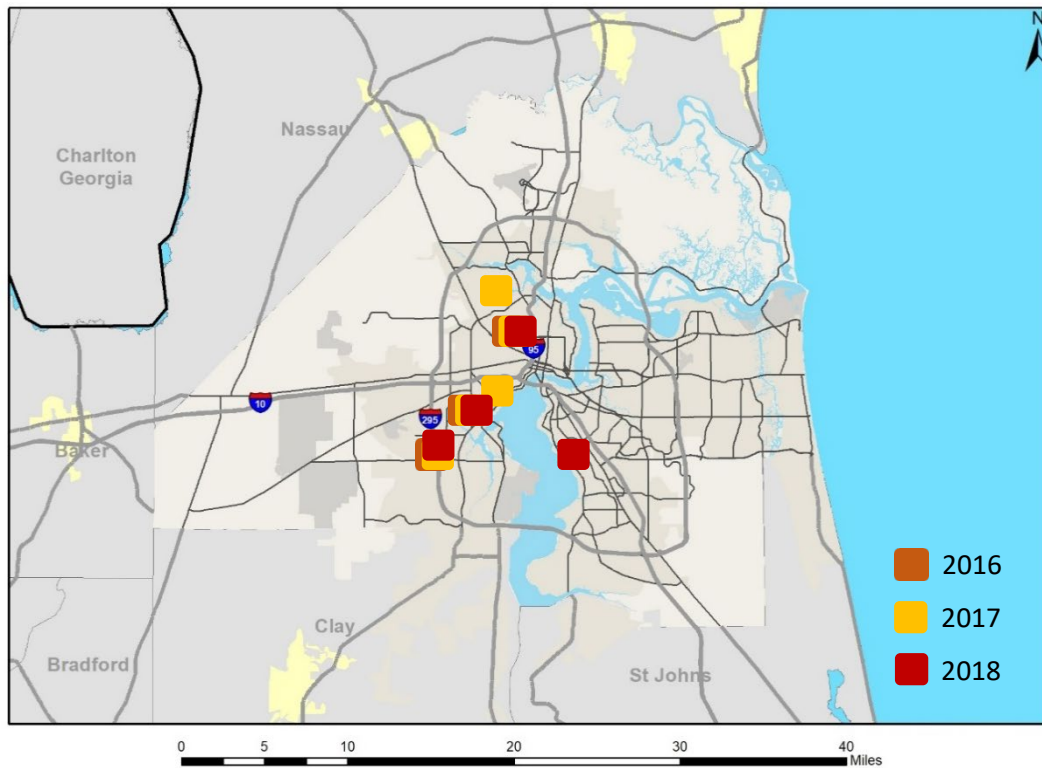 N
Nassau
Charlton
Georgia
95
10
295
Baker
2016
2017
Clay
Bradford
St Johns
2018
0 5 10 20 30 40
Miles